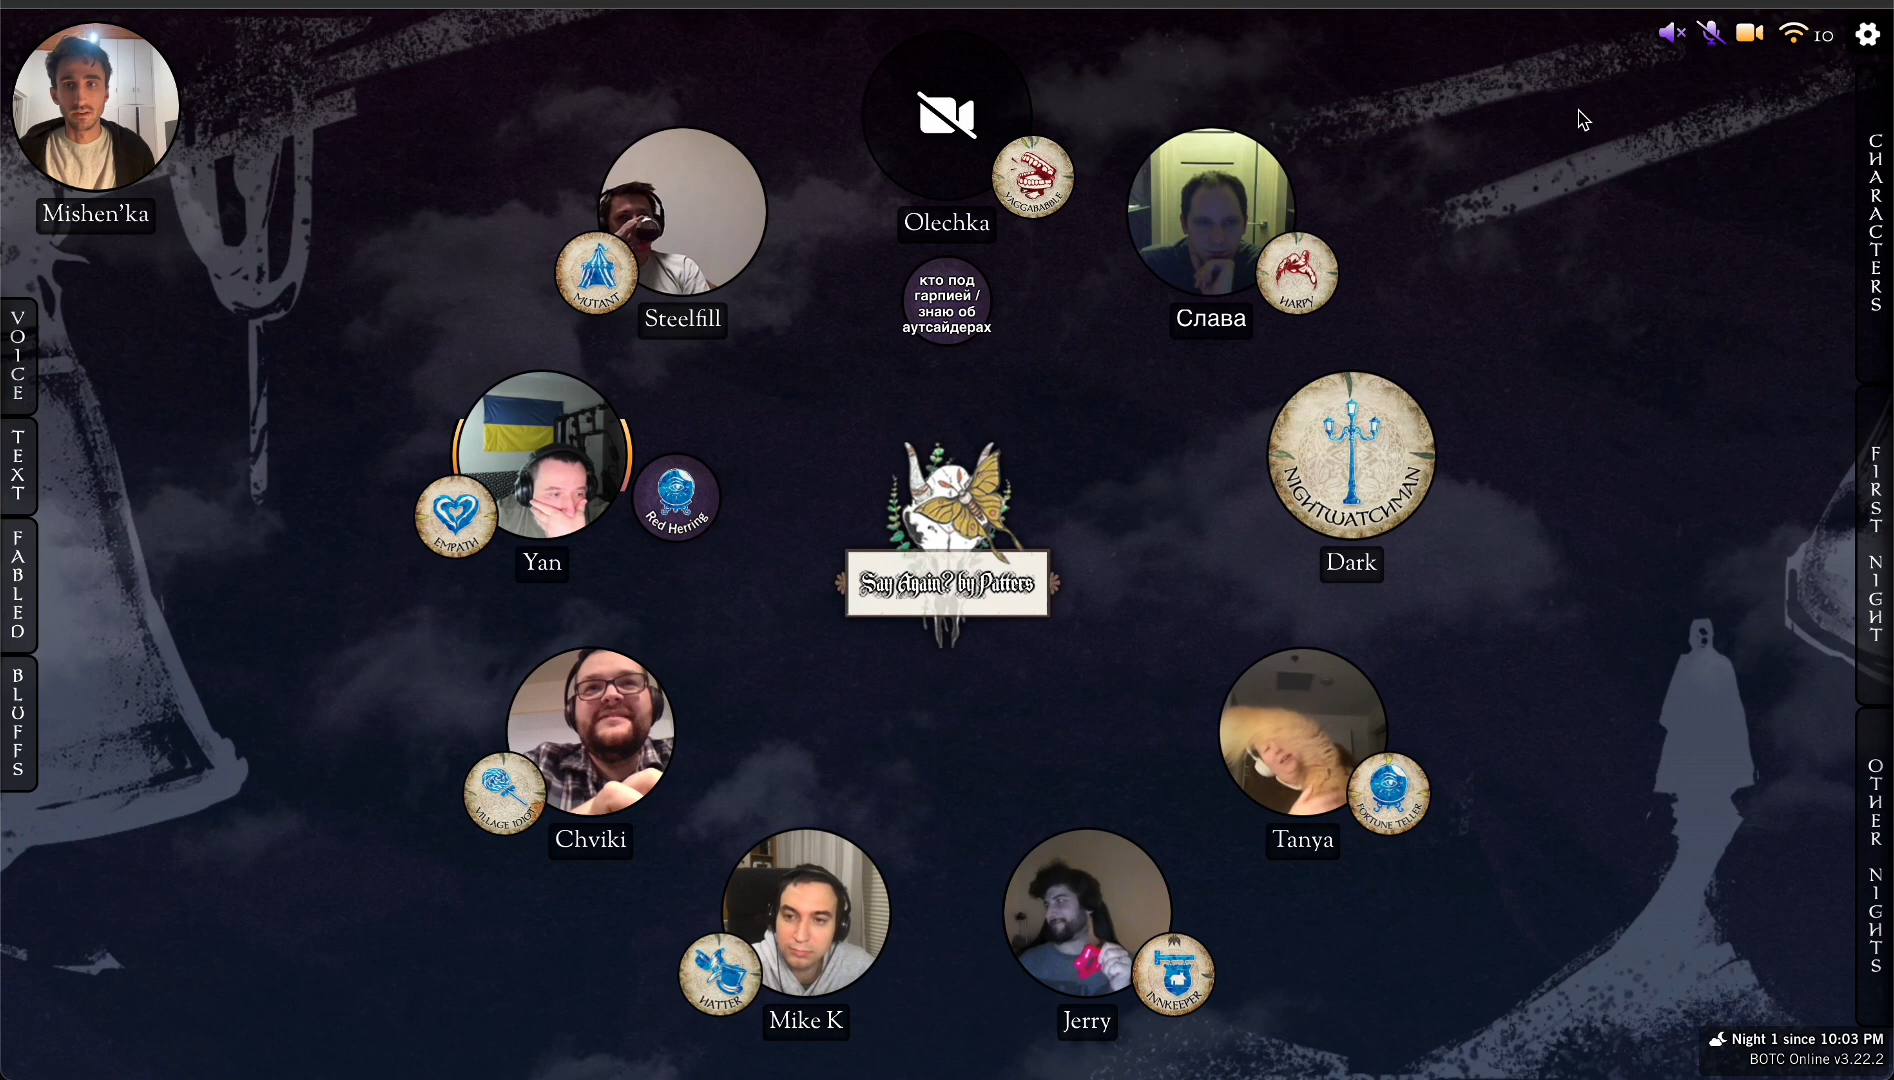 IO
Mishen'ka
VAGGABABBLE
Olechka
MUTANT
Steelfill
кто под
гарпией /
знаю об
аутсайдерах
HARPY
Слава
CHARACTERS
VOICE
TEXT
FABLED
BLUFFS
EMPATH
Red Herring
Yan
NIGHTWATCHMAN
Dark
FIRST NIGHT
Say Again? by Patters
VILLAGE IDIOT
Chviki
FORTUNE TELLER
Tanya
OTHER NIGHTS
HATTER
Mike K
INNKEEPER
Jerry
Night 1 since 10:03 PM
BOTC Online v3.22.2